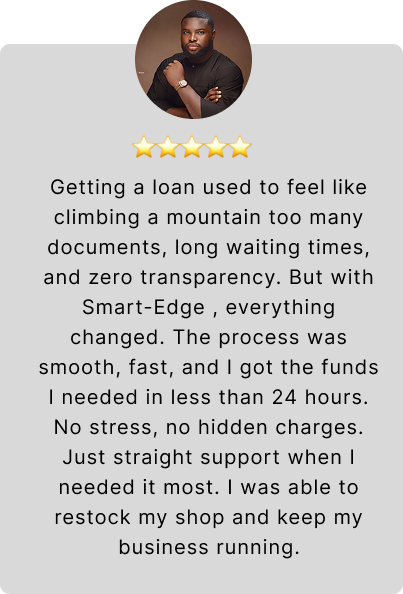 Getting a loan used to feel like
climbing a mountain too many
documents, long waiting times,
and zero transparency. But with
Smart-Edge , everything
changed. The process was
smooth, fast, and I got the funds
I needed in less than 24 hours.
No stress, no hidden charges.
Just straight support when I
needed it most. I was able to
restock my shop and keep my
business running.